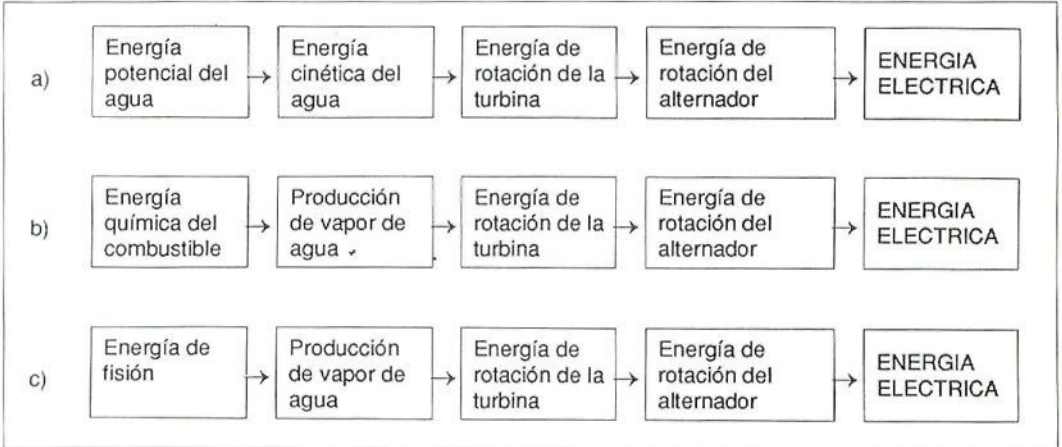 a)
Energía
potencial del
agua
Energía
cinética del
agua
Energía de
rotación de la
turbina
Energía de
rotación del
alternador
ENERGIA
ELECTRICA
b)
Energía
química del
combustible
Producción
de vapor de
agua
Energía de
rotación de la
turbina
Energía de
rotación del
alternador
ENERGIA
ELECTRICA
c)
Energía de
fisión
Producción
de vapor de
agua
Energía de
rotación de la
turbina
Energía de
rotación del
alternador
ENERGIA
ELECTRICA